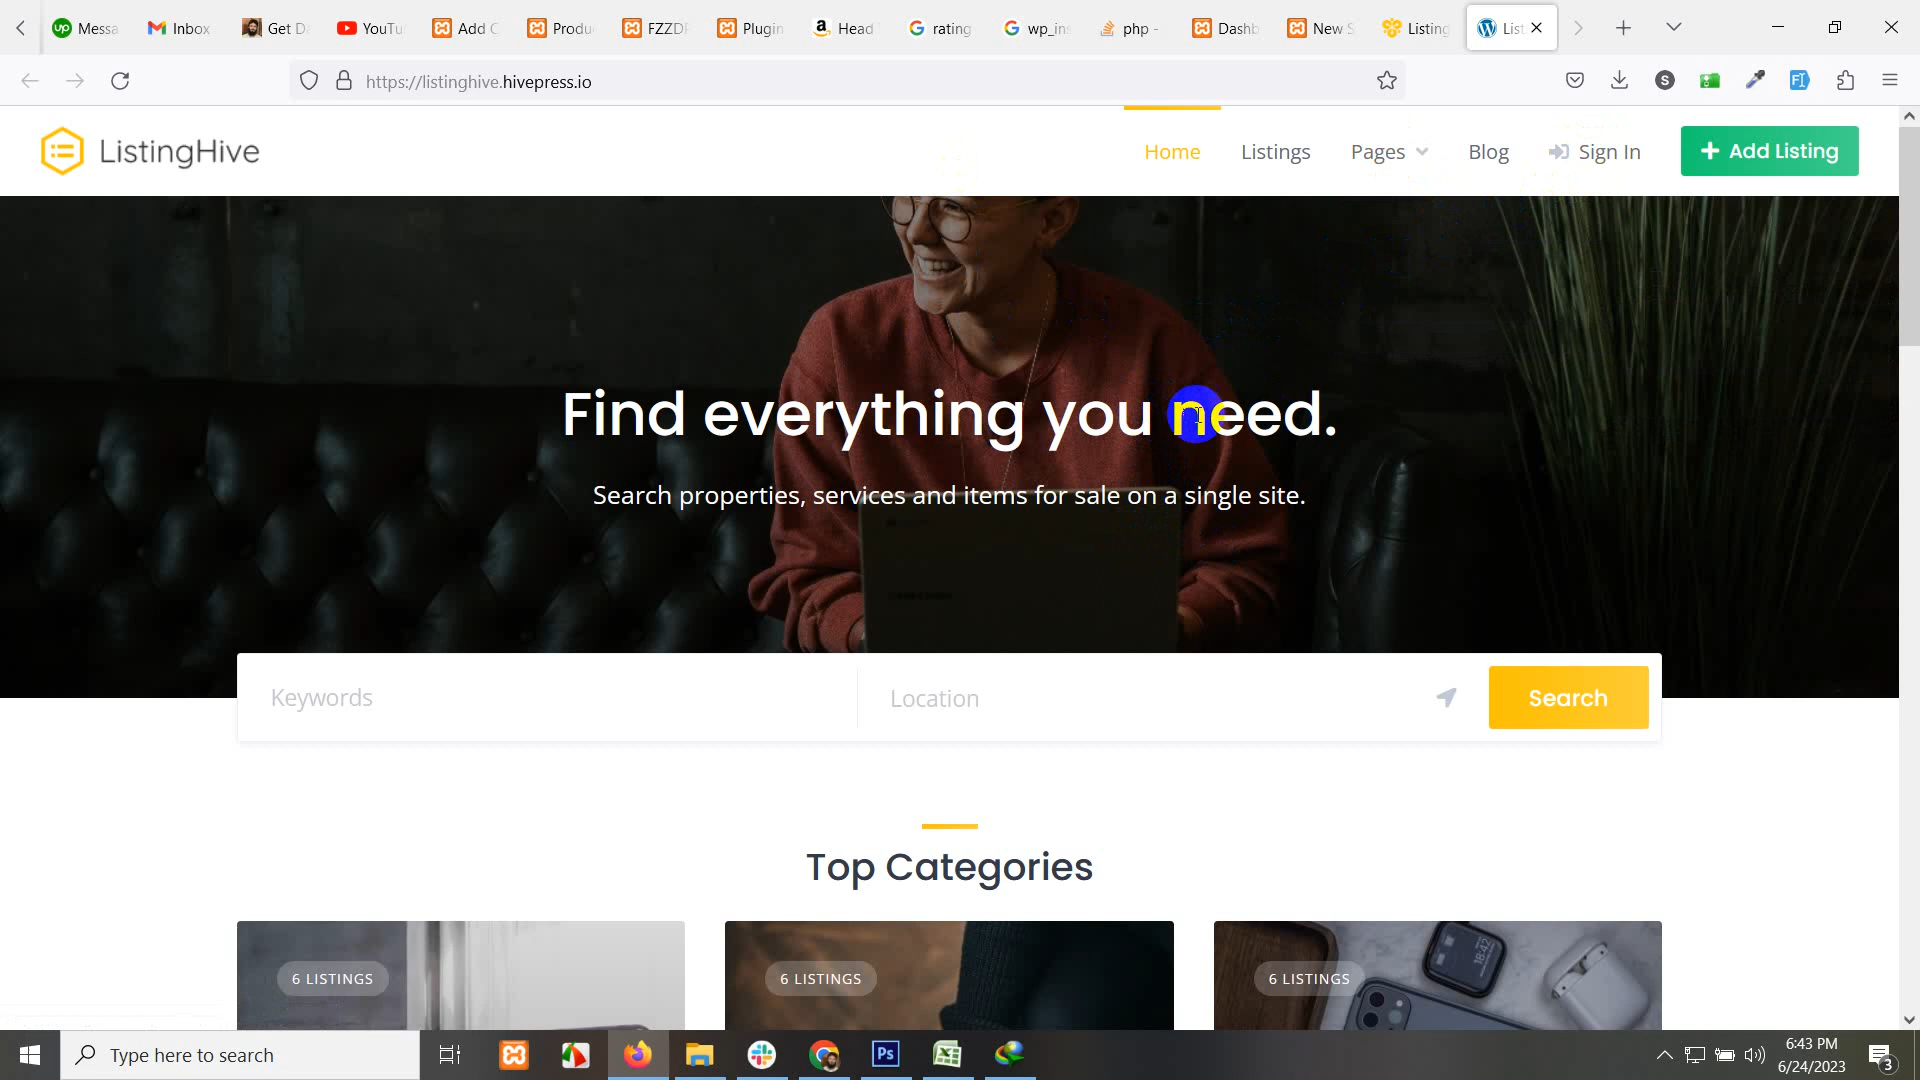 Messa
Inbox
Get D
YouTu
Add C
Produ
FZZDP
Plugin
Head
rating
wp_ins
php -
Dashb
New S
Listing
List
https://listinghive.hivepress.io
ListingHive
Home
Listings
Pages
Blog
Sign In
Add Listing
Find everything you need.
Search properties, services and items for sale on a single site.
Keywords
Location
Search
Top Categories
6 LISTINGS
6 LISTINGS
6 LISTINGS
Type here to search
6:43 PM
6/24/2023
3